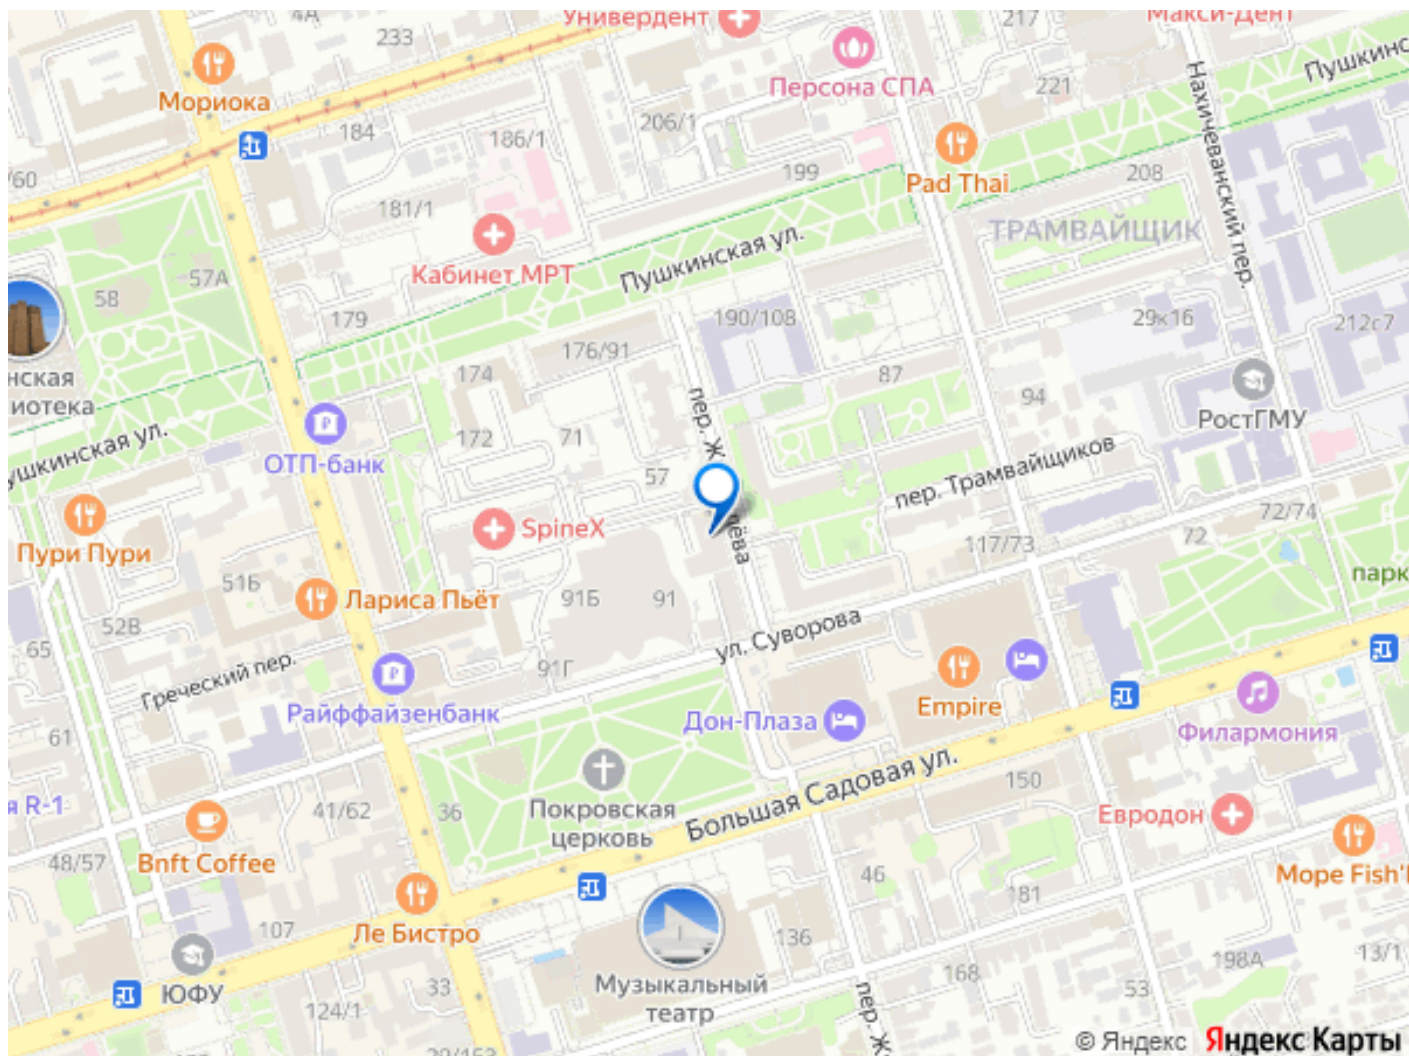 4А
233
Универдент
217
Макси-Дент
Мориока
Персона СПА
221
Пушкинс
Нахичеванский пер.
184
186/1
206/1
/60
199
Pad Thai
208
181/1
ТРАМВАЙЩИК
Кабинет МРТ
Пушкинская ул.
57А
58
179
190/108
29к16
212с7
176/91
нская
иотека
174
87
пер. Ж
лёва
94
РостГМУ
ушкинская ул.
ОТП-банк
172
71
57
пер. Трамвайщиков
Пури Пури
SpineX
117/73
72
72/74
парк
51Б
Лариса Пьёт
91Б
91
52В
65
ул. Суворова
Греческий пер.
91Г
Райффайзенбанк
Empire
Дон-Плаза
Филармония
61
я R-1
Покровская
церковь
Большая Садовая ул.
150
Евродон
41/62
36
Bnft Coffee
48/57
46
181
Море Fish'
107
Ле Бистро
136
ЮФУ
33
Музыкальный
театр
168
198А
13/1
53
124/1
пер. Ж
© Яндекс
Яндекс Карты